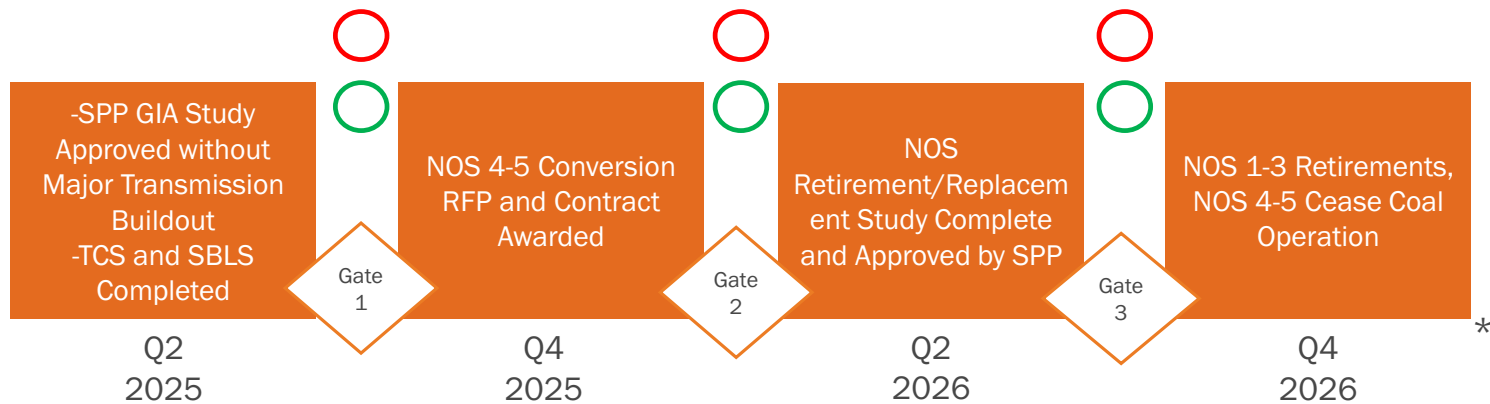 -SPP GIA Study
Approved without
Major Transmission
Buildout
-TCS and SBLS
Completed
Gate
1
NOS 4-5 Conversion
RFP and Contract
Awarded
Gate
2
NOS
Retirement/Replacem
ent Study Complete
and Approved by SPP
Gate
3
NOS 1-3 Retirements,
NOS 4-5 Cease Coal
Operation
*
Q2
2025
Q4
2025
Q2
2026
Q4
2026